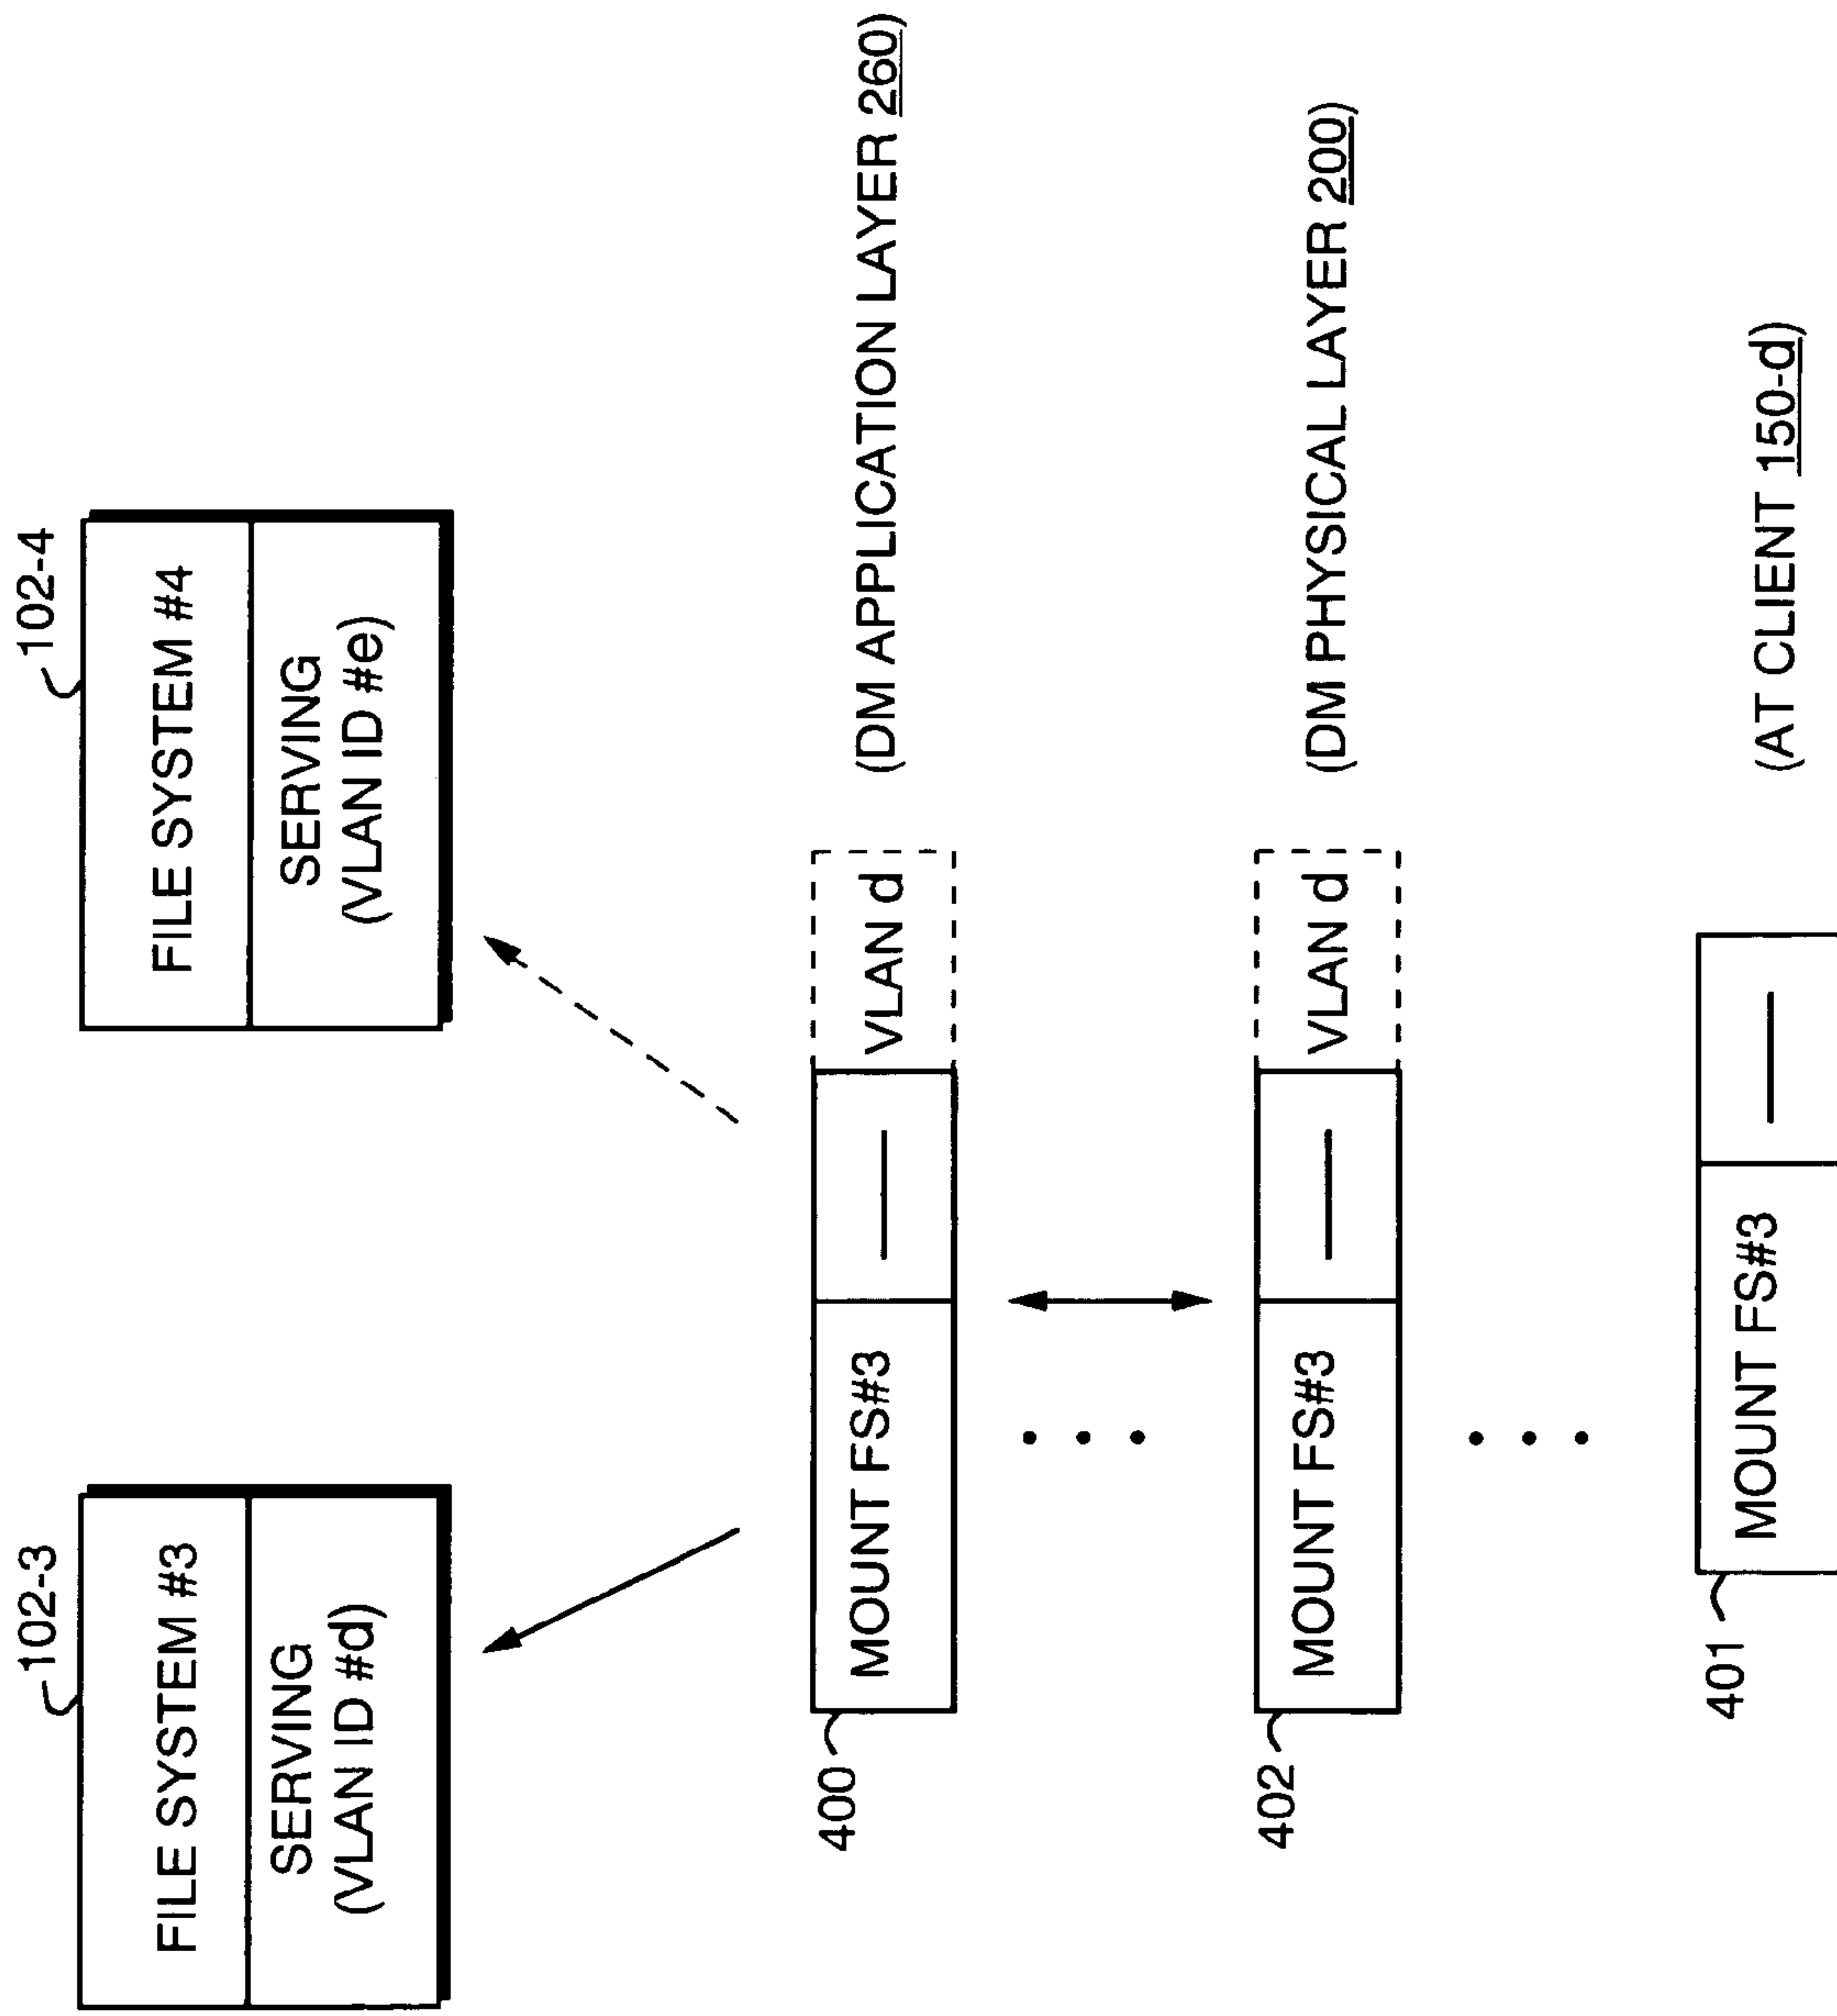 102-3
FILE SYSTEM #3
SERVING
(VLAN ID #d)
102-4
FILE SYSTEM #4
SERVING
(VLAN ID #e)
400
MOUNT FS#3
VLAN d
(DM APPLICATION LAYER 260)
402
MOUNT FS#3
VLAN d
(DM PHYSICAL LAYER 200)
401
MOUNT FS#3
(AT CLIENT 150-d)